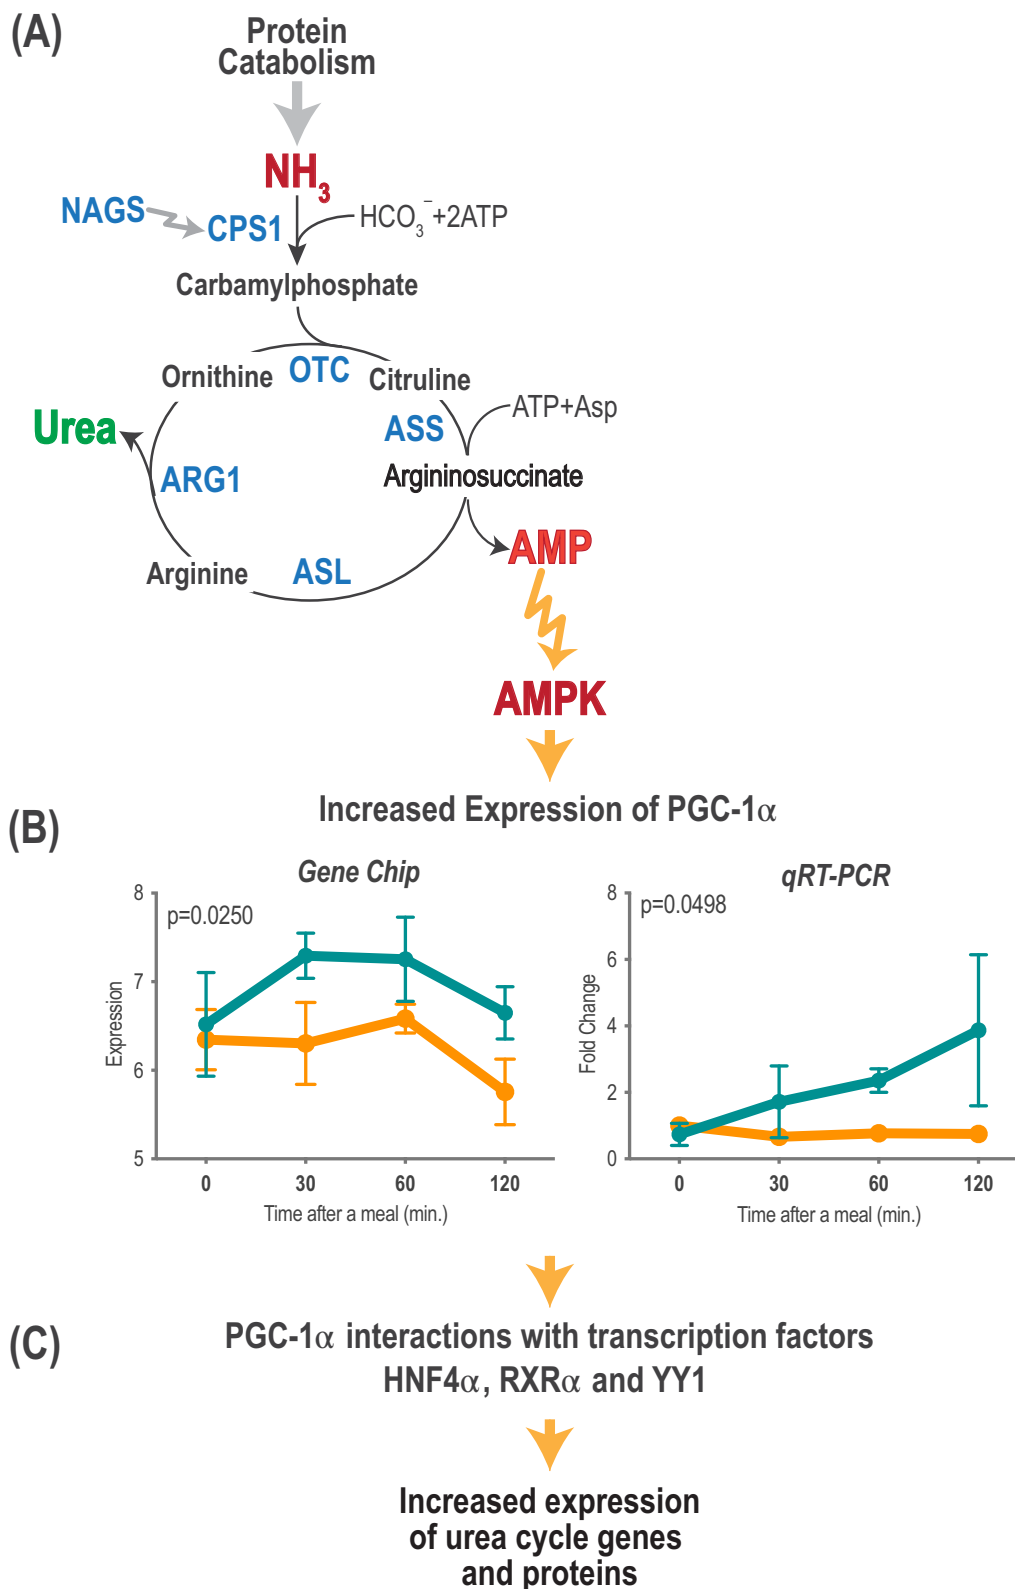 (A)
Protein
Catabolism
NH3
NAGS
CPS1
HCO3⁻+2ATP
Carbamylphosphate
Ornithine
OTC
Citruline
Urea
ASS
ATP+Asp
ARG1
Argininosuccinate
AMP
Arginine
ASL
AMPK
Increased Expression of PGC-1α
(B)
Gene Chip
p=0.0250
Expression
8
7
6
5
0
30
60
120
Time after a meal (min.)
qRT-PCR
p=0.0498
Fold Change
8
6
4
2
0
0
30
60
120
Time after a meal (min.)
(C)
PGC-1α interactions with transcription factors
HNF4α, RXRα and YY1
Increased expression
of urea cycle genes
and proteins